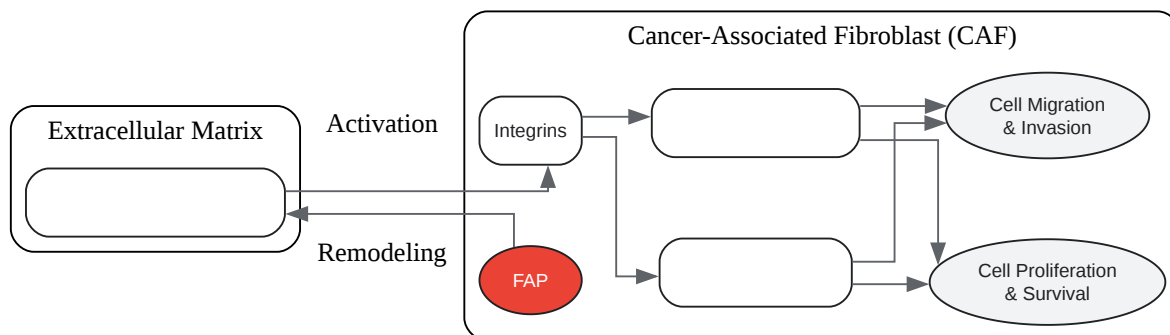 Cancer-Associated Fibroblast (CAF)
Extracellular Matrix
Activation
Integrins
Cell Migration
& Invasion
Remodeling
FAP
Cell Proliferation
& Survival